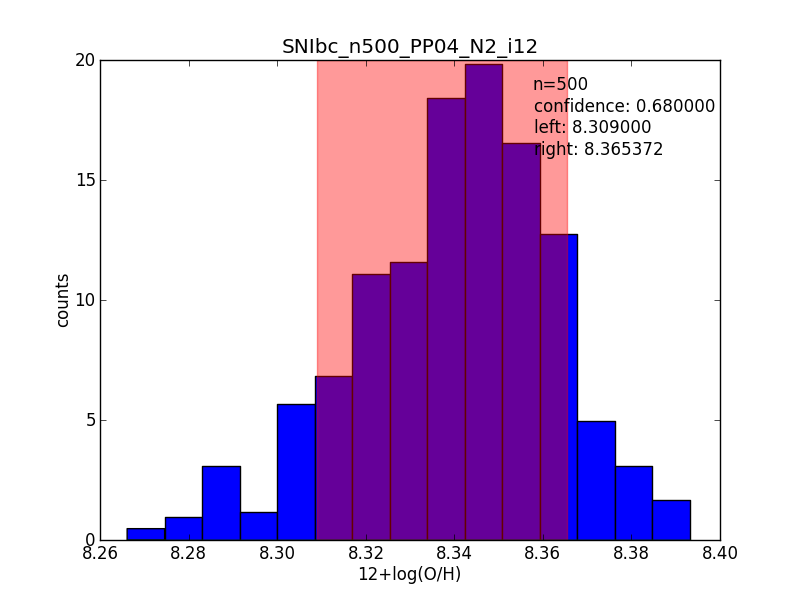 SNIbc_n500_PP04_N2_i12
n=500
confidence: 0.680000
left: 8.309000
right: 8.365372
counts
20
15
10
5
0
8.26 8.28 8.30 8.32 8.34 8.36 8.38 8.40
12+log(O/H)